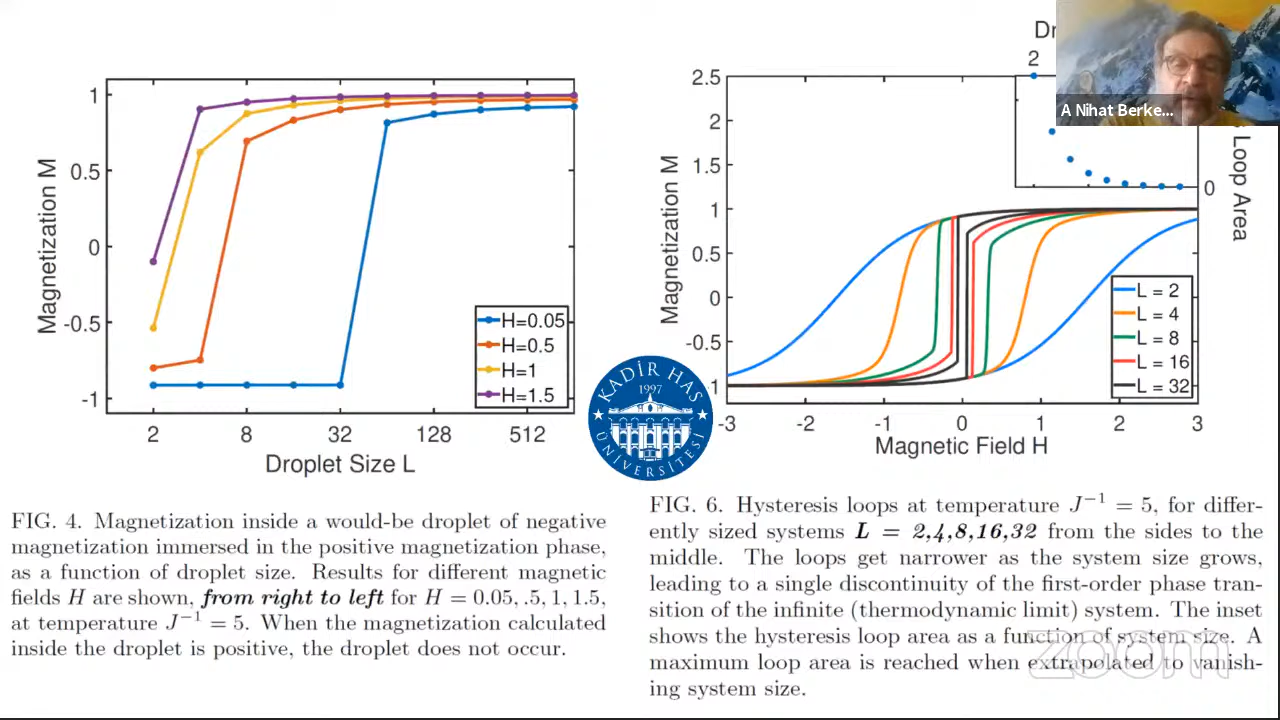 1
0.5
0
-0.5
-1
Magnetization M
2
8
32
128
512
Droplet Size L
H=0.05
H=0.5
H=1
H=1.5
FIG. 4. Magnetization inside a would-be droplet of negative
magnetization immersed in the positive magnetization phase,
as a function of droplet size. Results for different magnetic
fields H are shown, from right to left for H = 0.05, .5, 1, 1.5,
at temperature J⁻¹ = 5. When the magnetization calculated
inside the droplet is positive, the droplet does not occur.
KADİR HAS
1997
ÜNİVERSİTESİ
2
A Nihat Berke...
0
Loop Area
2.5
2
1.5
1
0.5
0
-0.5
1
Magnetization M
-3
-2
-1
0
1
2
3
Magnetic Field H
L = 2
L = 4
L = 8
L = 16
L = 32
FIG. 6. Hysteresis loops at temperature J⁻¹ = 5, for differ-
ently sized systems L = 2,4,8,16,32 from the sides to the
middle. The loops get narrower as the system size grows,
leading to a single discontinuity of the first-order phase tran-
sition of the infinite (thermodynamic limit) system. The inset
shows the hysteresis loop area as a function of system size. A
maximum loop area is reached when extrapolated to vanish-
ing system size.
zoom